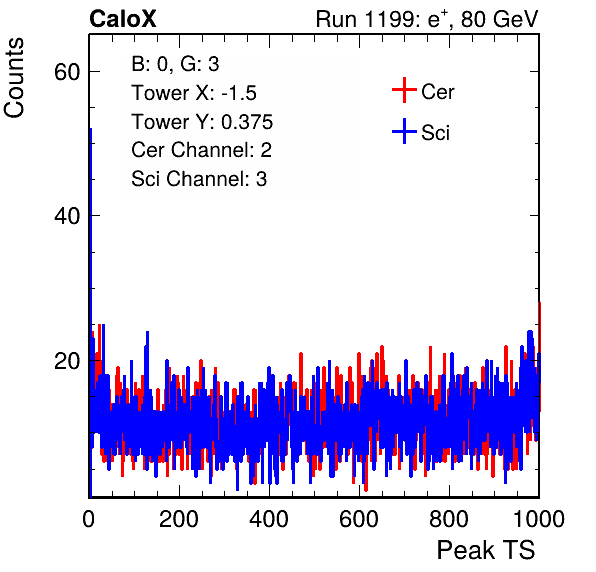 CaloX
Run 1199: e+, 80 GeV
Counts
B: 0, G: 3
Tower X: -1.5
Tower Y: 0.375
Cer Channel: 2
Sci Channel: 3
Cer
Sci
60
40
20
0 200 400 600 800 1000
Peak TS